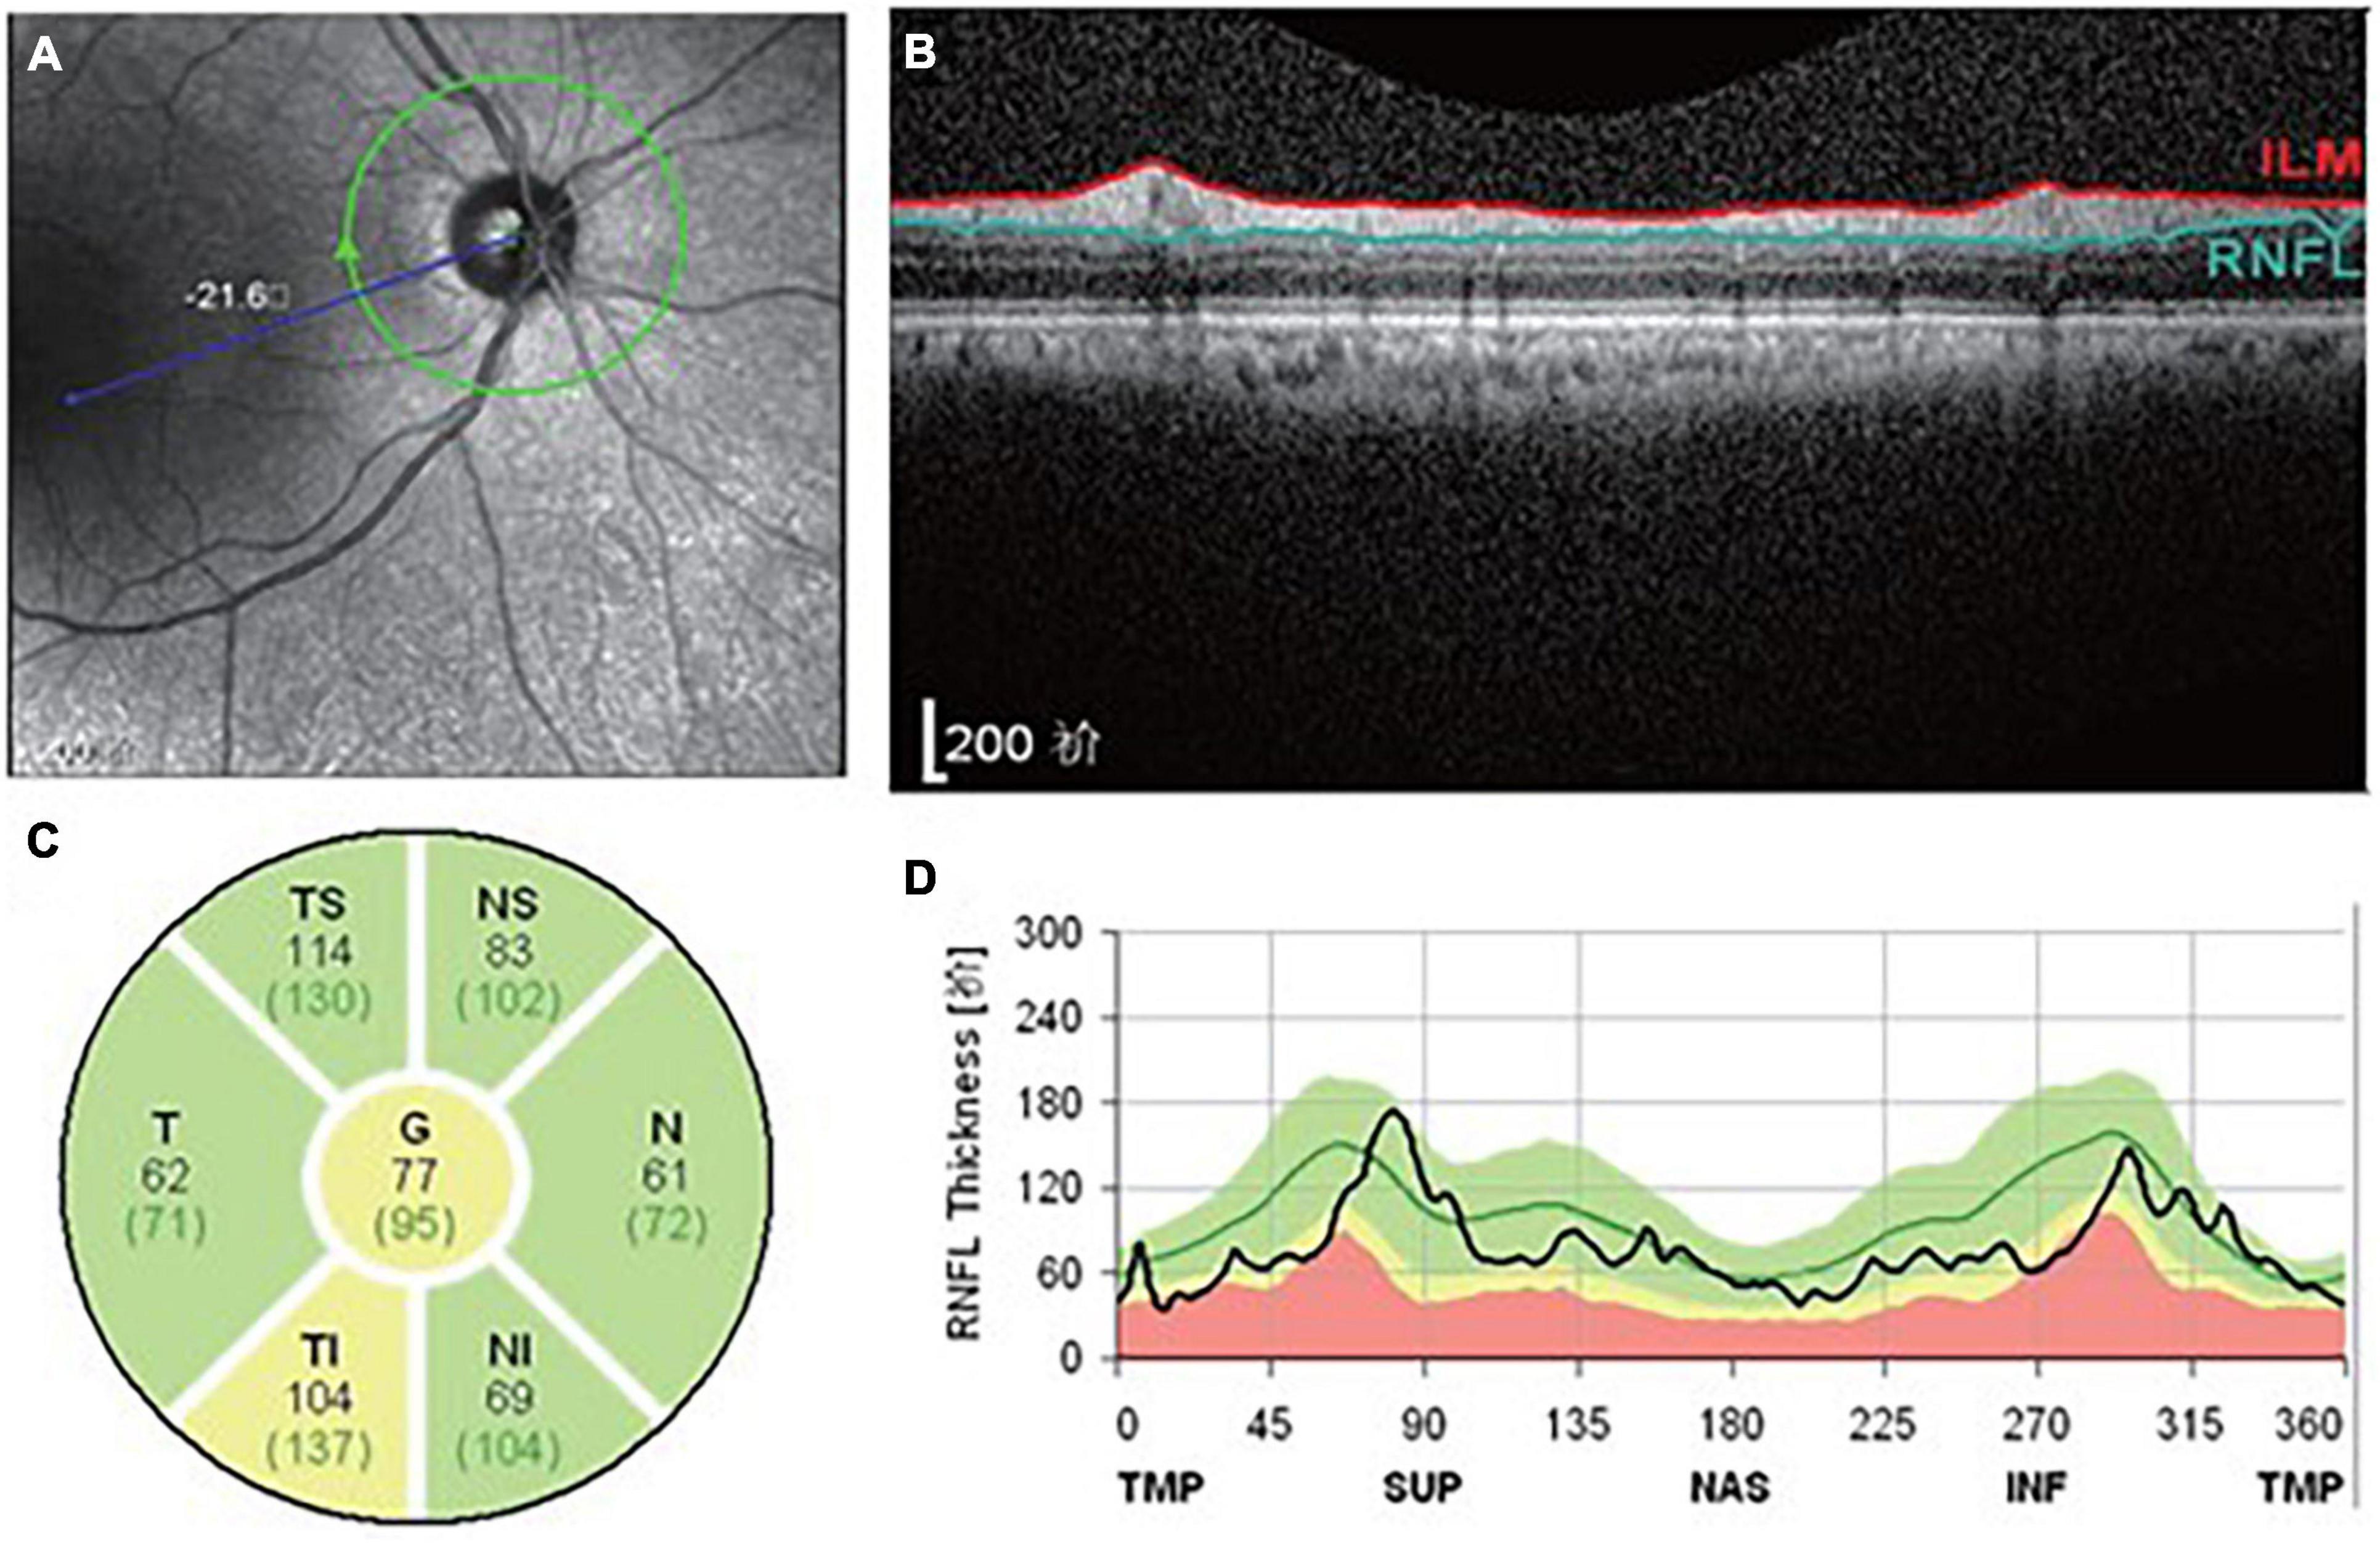 A
-21.6□
B
ILM
RNFL
200 祄
C
TS
114
(130)
NS
83
(102)
T
62
(71)
G
77
(95)
N
61
(72)
TI
104
(137)
NI
69
(104)
D
RNFL Thickness [祄]
300
240
180
120
60
0
0 45 90 135 180 225 270 315 360
TMP SUP NAS INF TMP